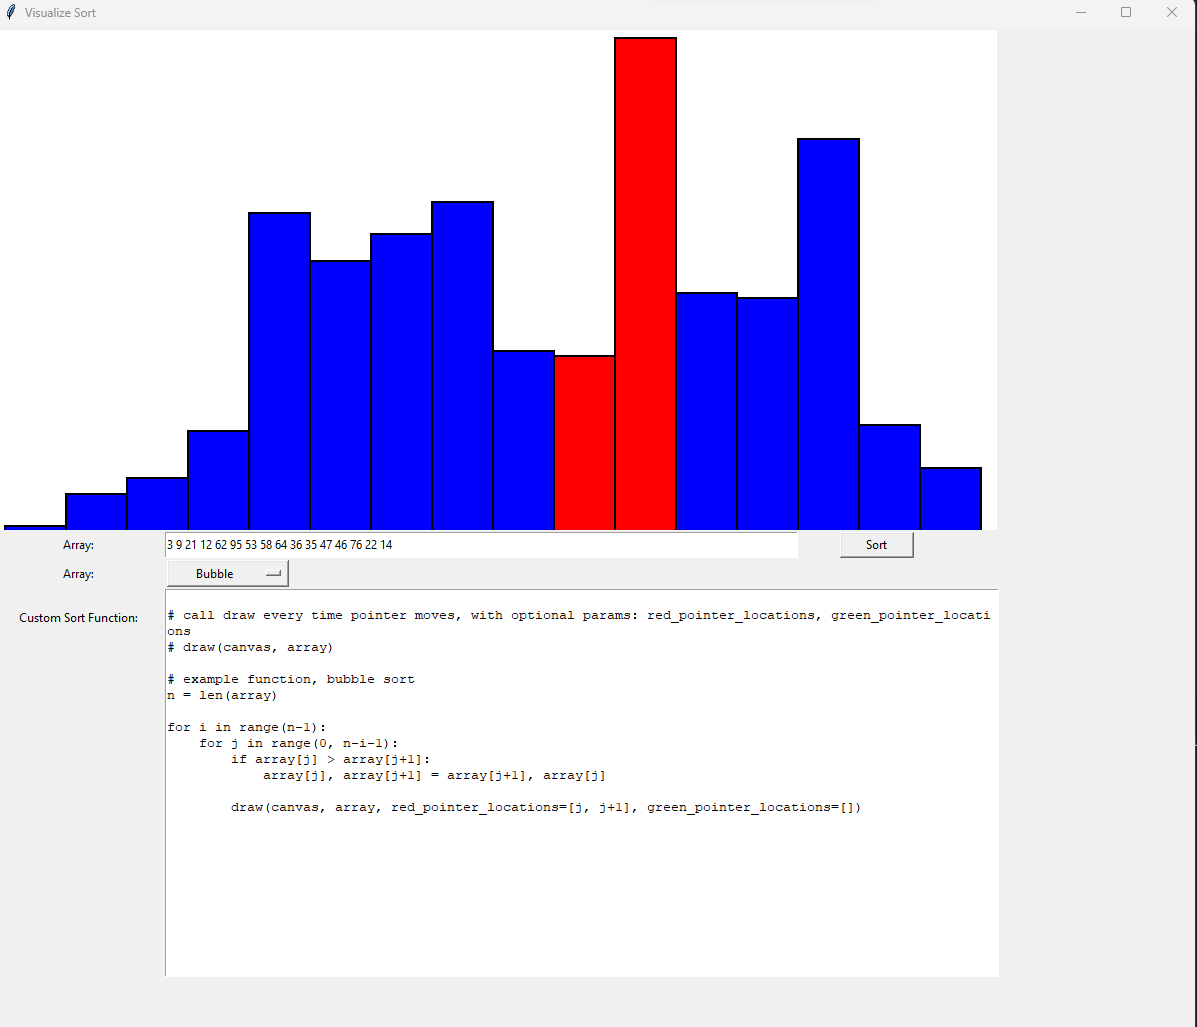 Visualize Sort
Array:
3 9 21 12 62 95 53 58 64 36 35 47 46 76 22 14
Sort
Array:
Bubble
Custom Sort Function:
# call draw every time pointer moves, with optional params: red_pointer_locations, green_pointer_locati
ons
# draw(canvas, array)
# example function, bubble sort
n = len(array)
for i in range(n-1):
    for j in range(0, n-i-1):
        if array[j] > array[j+1]:
            array[j], array[j+1] = array[j+1], array[j]
        draw(canvas, array, red_pointer_locations=[j, j+1], green_pointer_locations=[])